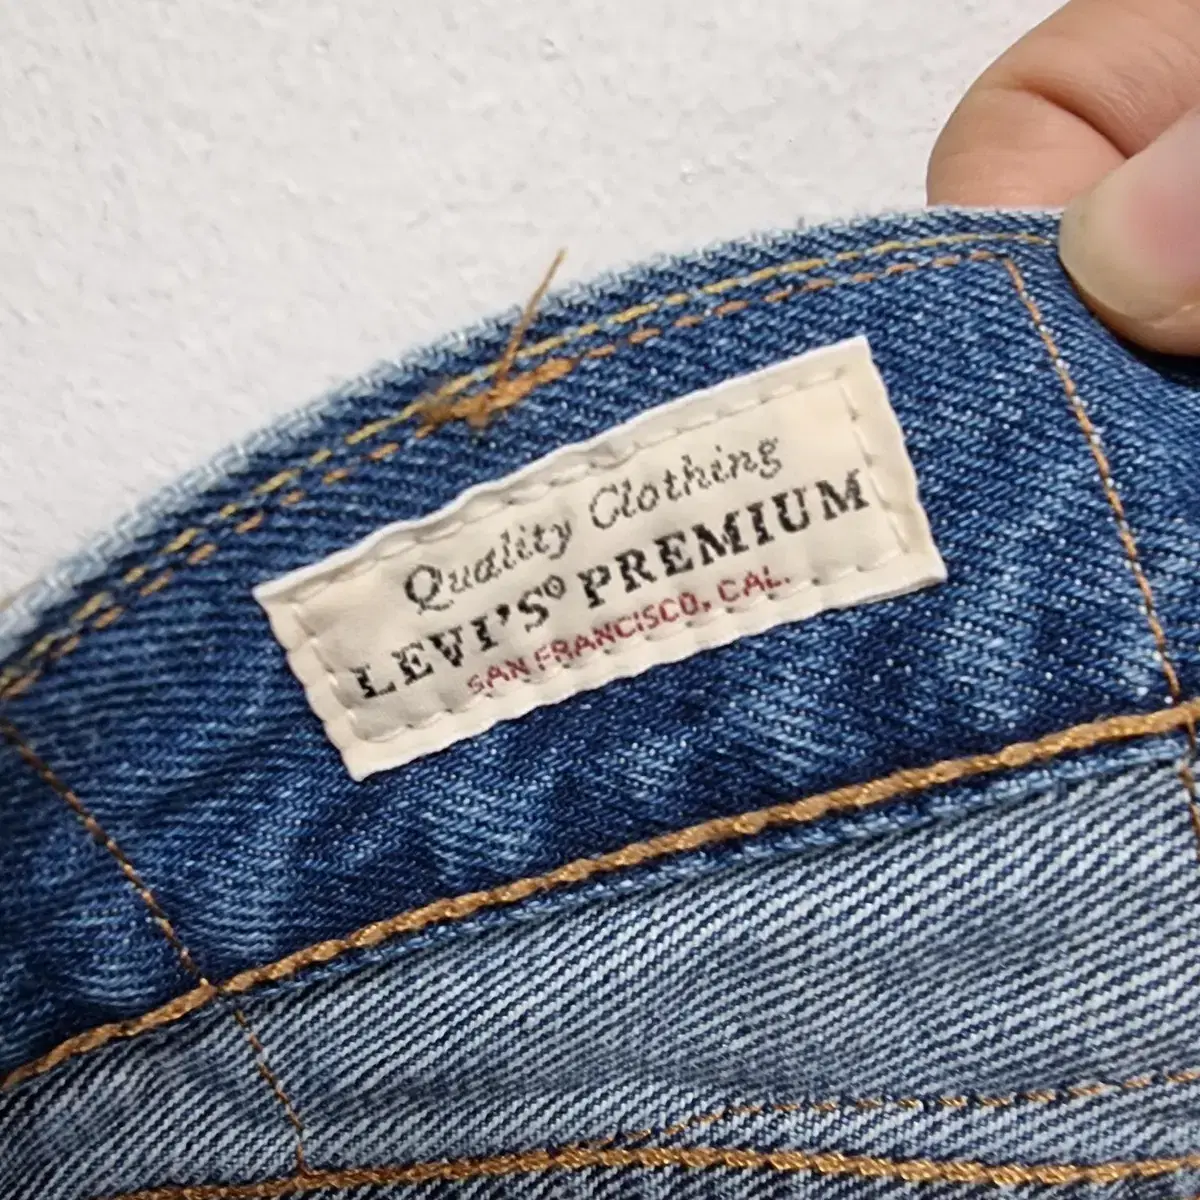 Quality Clothing
LEVI'S® PREMIUM
SAN FRANCISCO, CAL.